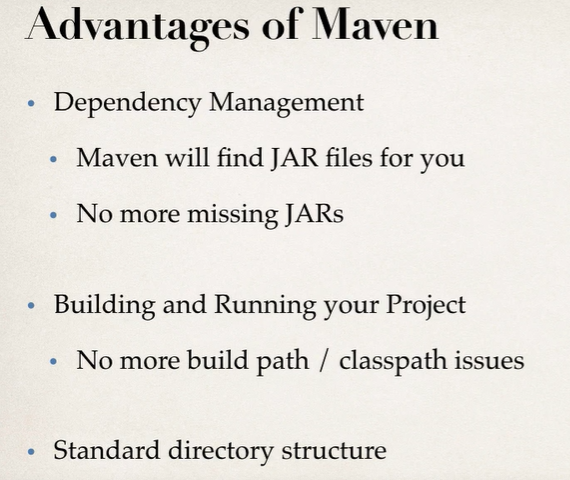 Advantages of Maven
• Dependency Management
• Maven will find JAR files for you
• No more missing JARs
• Building and Running your Project
• No more build path / classpath issues
• Standard directory structure